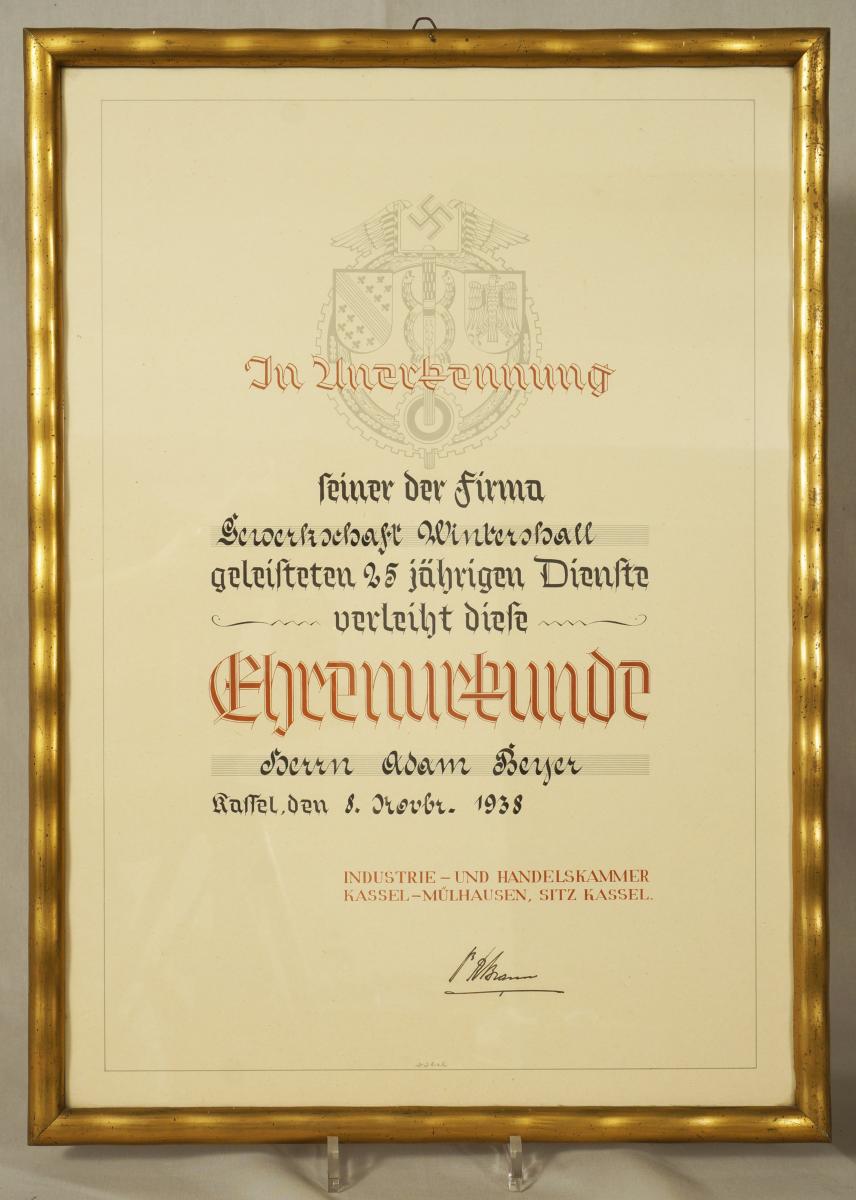 In Anerkennung
seiner der Firma
Gewerkschaft Wintershall
geleisteten 25 jährigen Dienste
verleiht diese
Ehrenurkunde
Herrn Adam Beyer
Kassel, den 8. Novbr. 1938
INDUSTRIE – UND HANDELSKAMMER
KASSEL–MÜLHAUSEN, SITZ KASSEL.